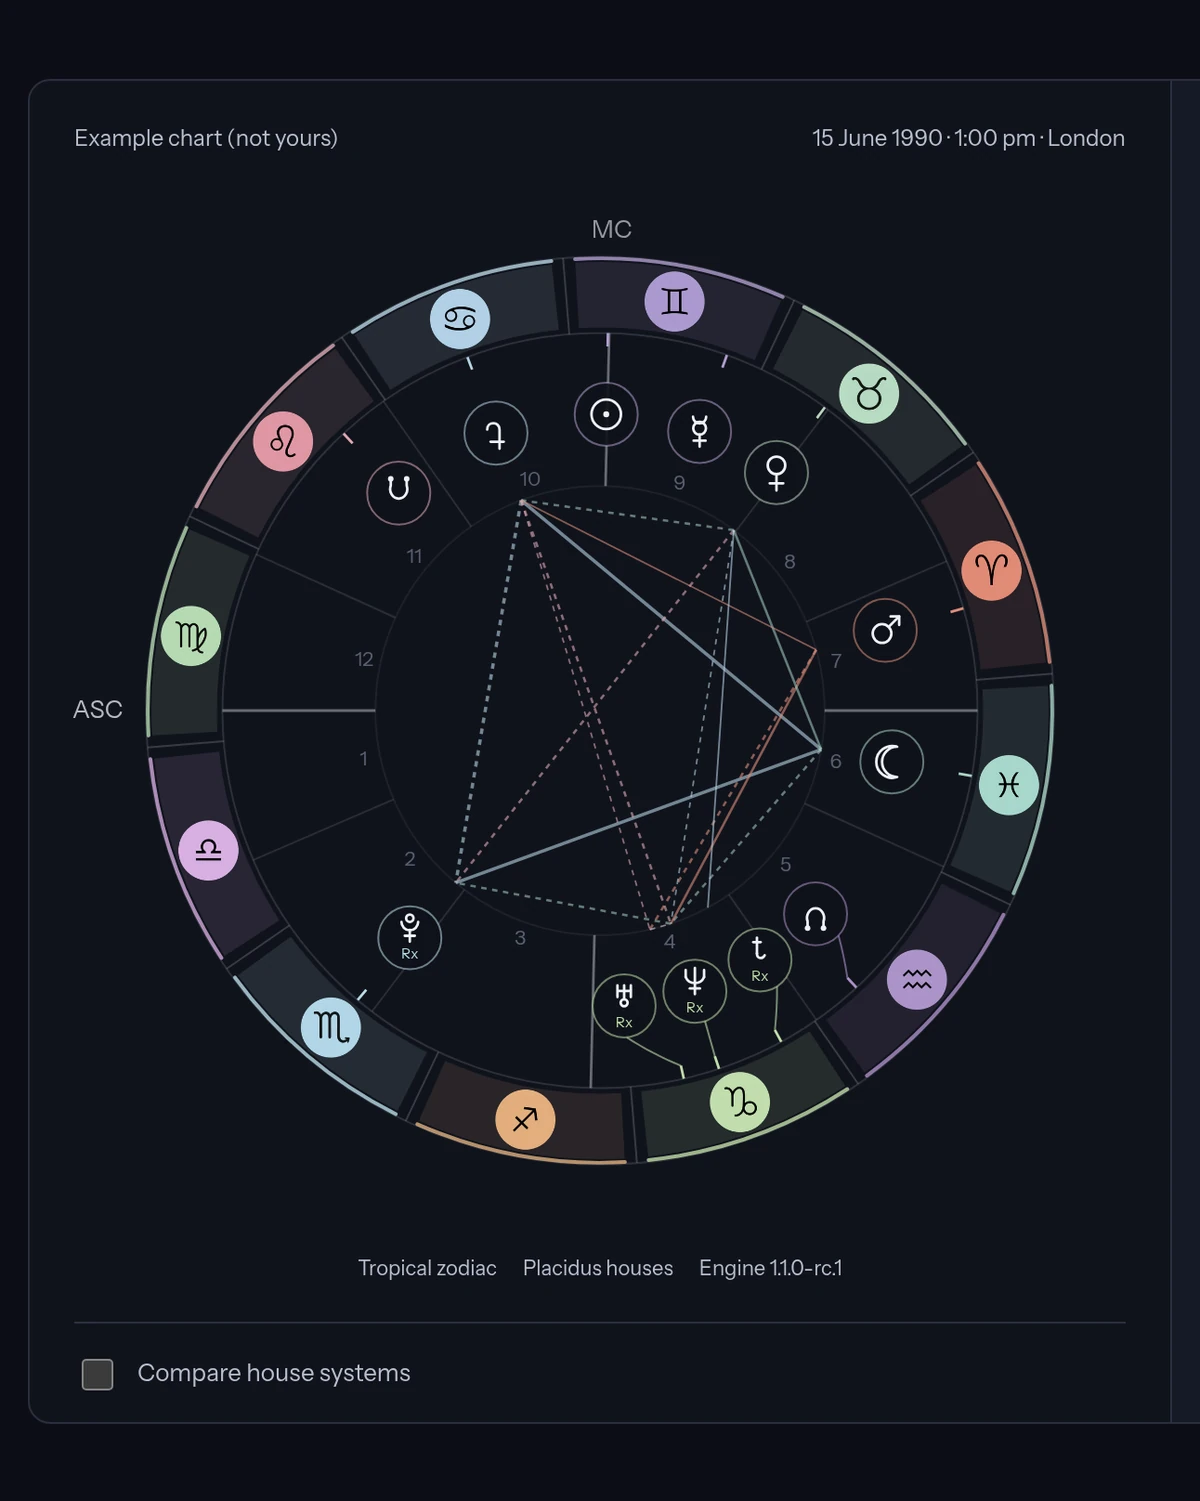 Example chart (not yours)
15 June 1990 · 1:00 pm · London
MC
10
9
11
8
12
7
ASC
1
6
2
5
3
4
Rx
Rx
Rx
Rx
Tropical zodiac Placidus houses Engine 1.1.0-rc.1
Compare house systems